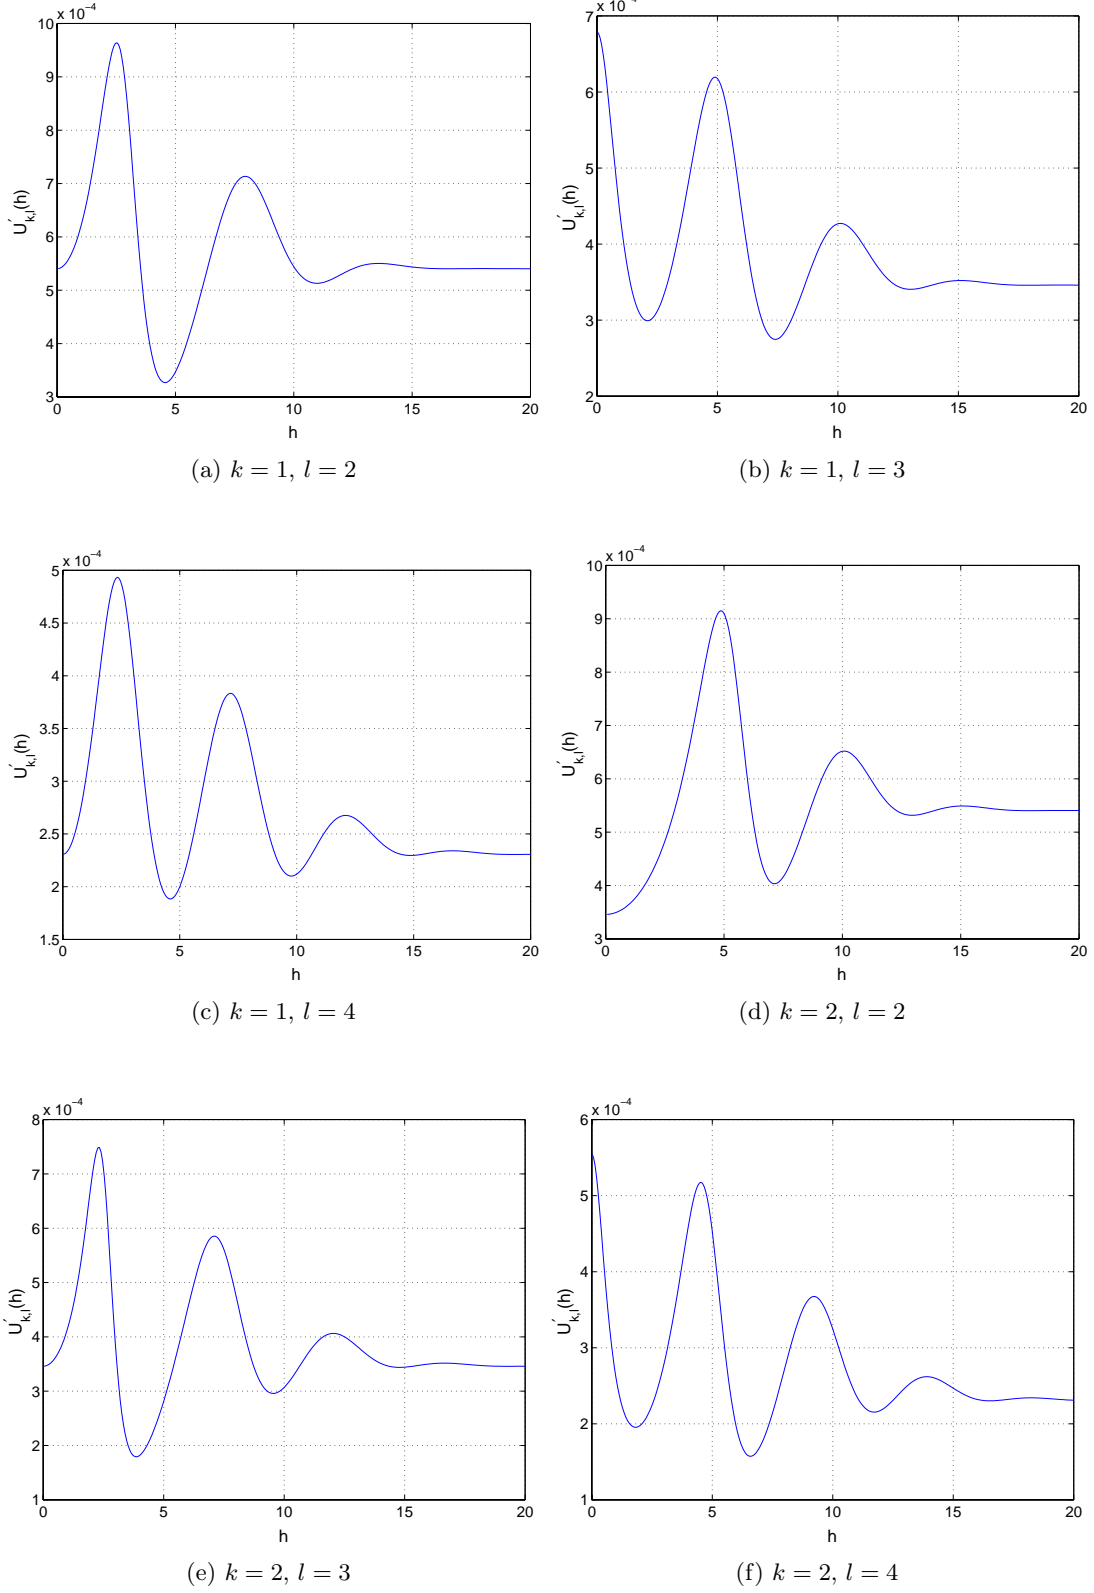 x 10⁻⁴
10
9
8
7
6
5
4
3
0 5 10 15 20
U′k,l(h)
h
(a) k = 1, l = 2
7
6
5
4
3
2
0 5 10 15 20
U′k,l(h)
h
(b) k = 1, l = 3
x 10⁻⁴
5
4.5
4
3.5
3
2.5
2
1.5
0 5 10 15 20
U′k,l(h)
h
(c) k = 1, l = 4
x 10⁻⁴
10
9
8
7
6
5
4
3
0 5 10 15 20
U′k,l(h)
h
(d) k = 2, l = 2
x 10⁻⁴
8
7
6
5
4
3
2
1
0 5 10 15 20
U′k,l(h)
h
(e) k = 2, l = 3
x 10⁻⁴
6
5
4
3
2
1
0 5 10 15 20
U′k,l(h)
h
(f) k = 2, l = 4